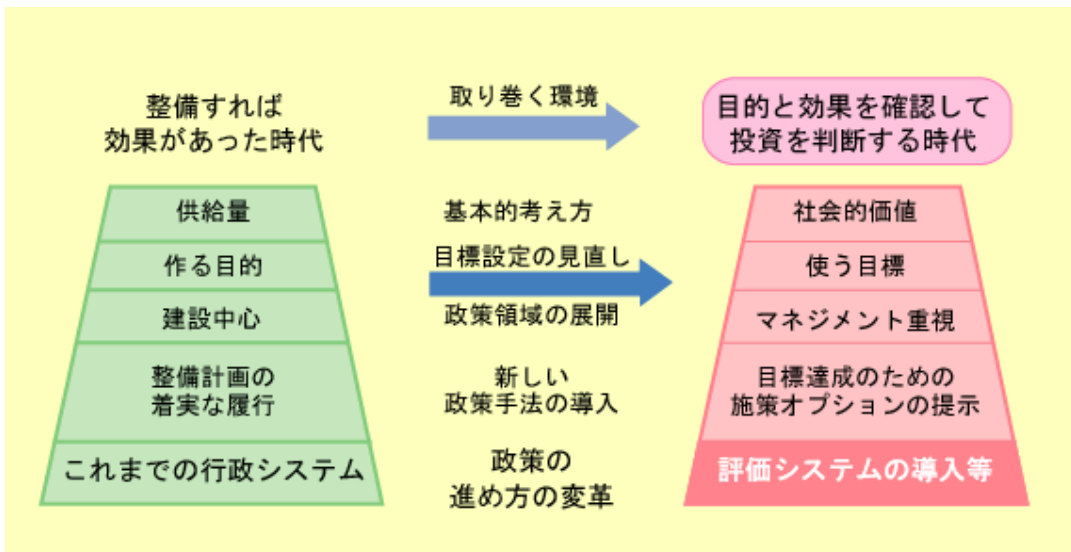 整備すれば
効果があった時代
取り巻く環境
目的と効果を確認して
投資を判断する時代
供給量
基本的考え方
社会的価値
作る目的
目標設定の見直し
使う目標
建設中心
政策領域の展開
マネジメント重視
整備計画の
着実な履行
新しい
政策手法の導入
目標達成のための
施策オプションの提示
これまでの行政システム
政策の
進め方の変革
評価システムの導入等